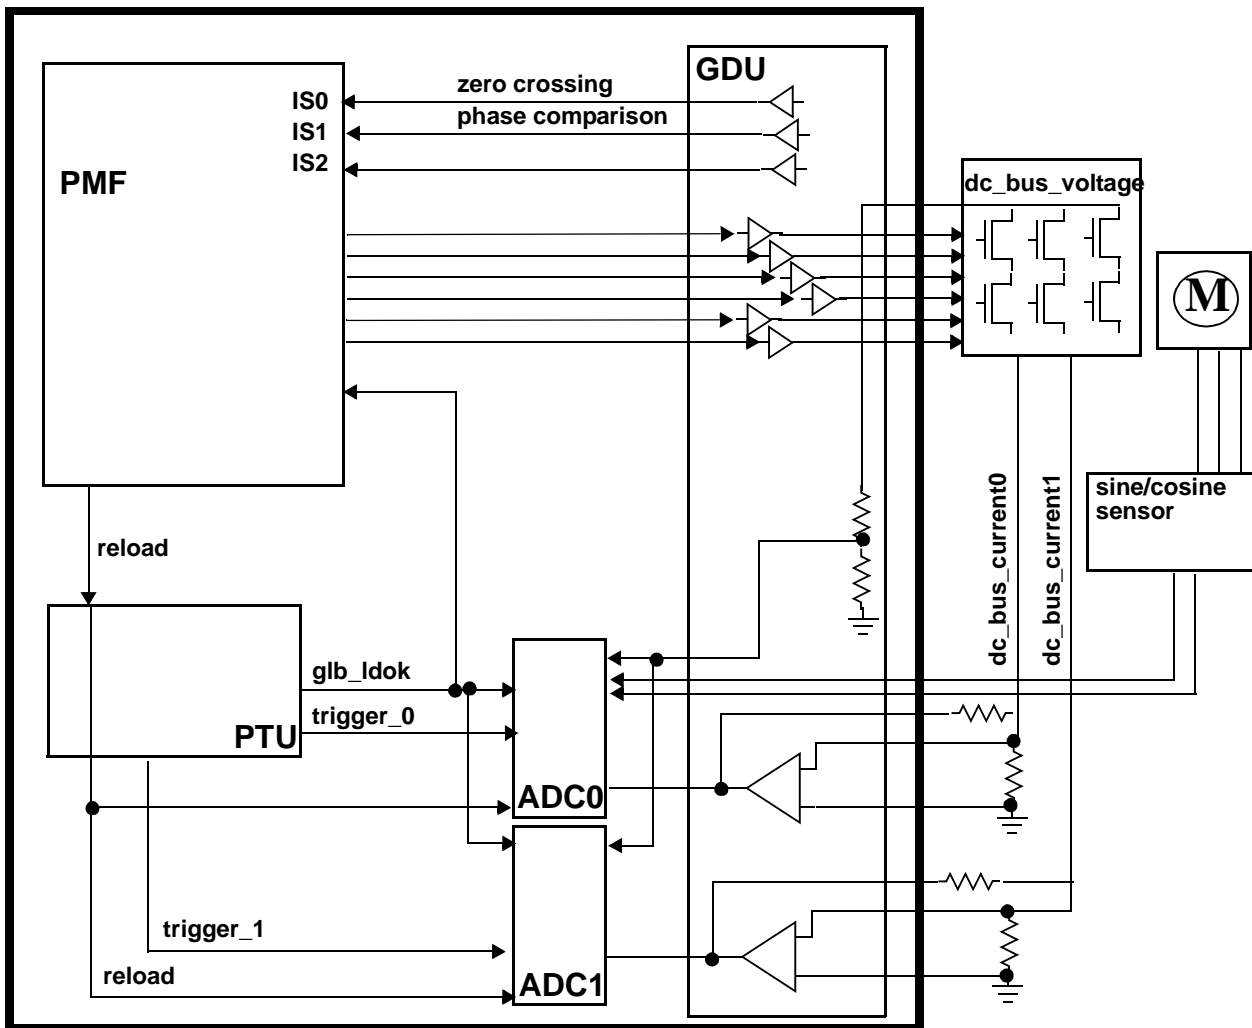 GDU
zero crossing
IS0
phase comparison
IS1
IS2
PMF
dc_bus_voltage
M
sine/cosine
sensor
dc_bus_current0
dc_bus_current1
reload
glb_ldok
trigger_0
PTU
ADC0
trigger_1
reload
ADC1